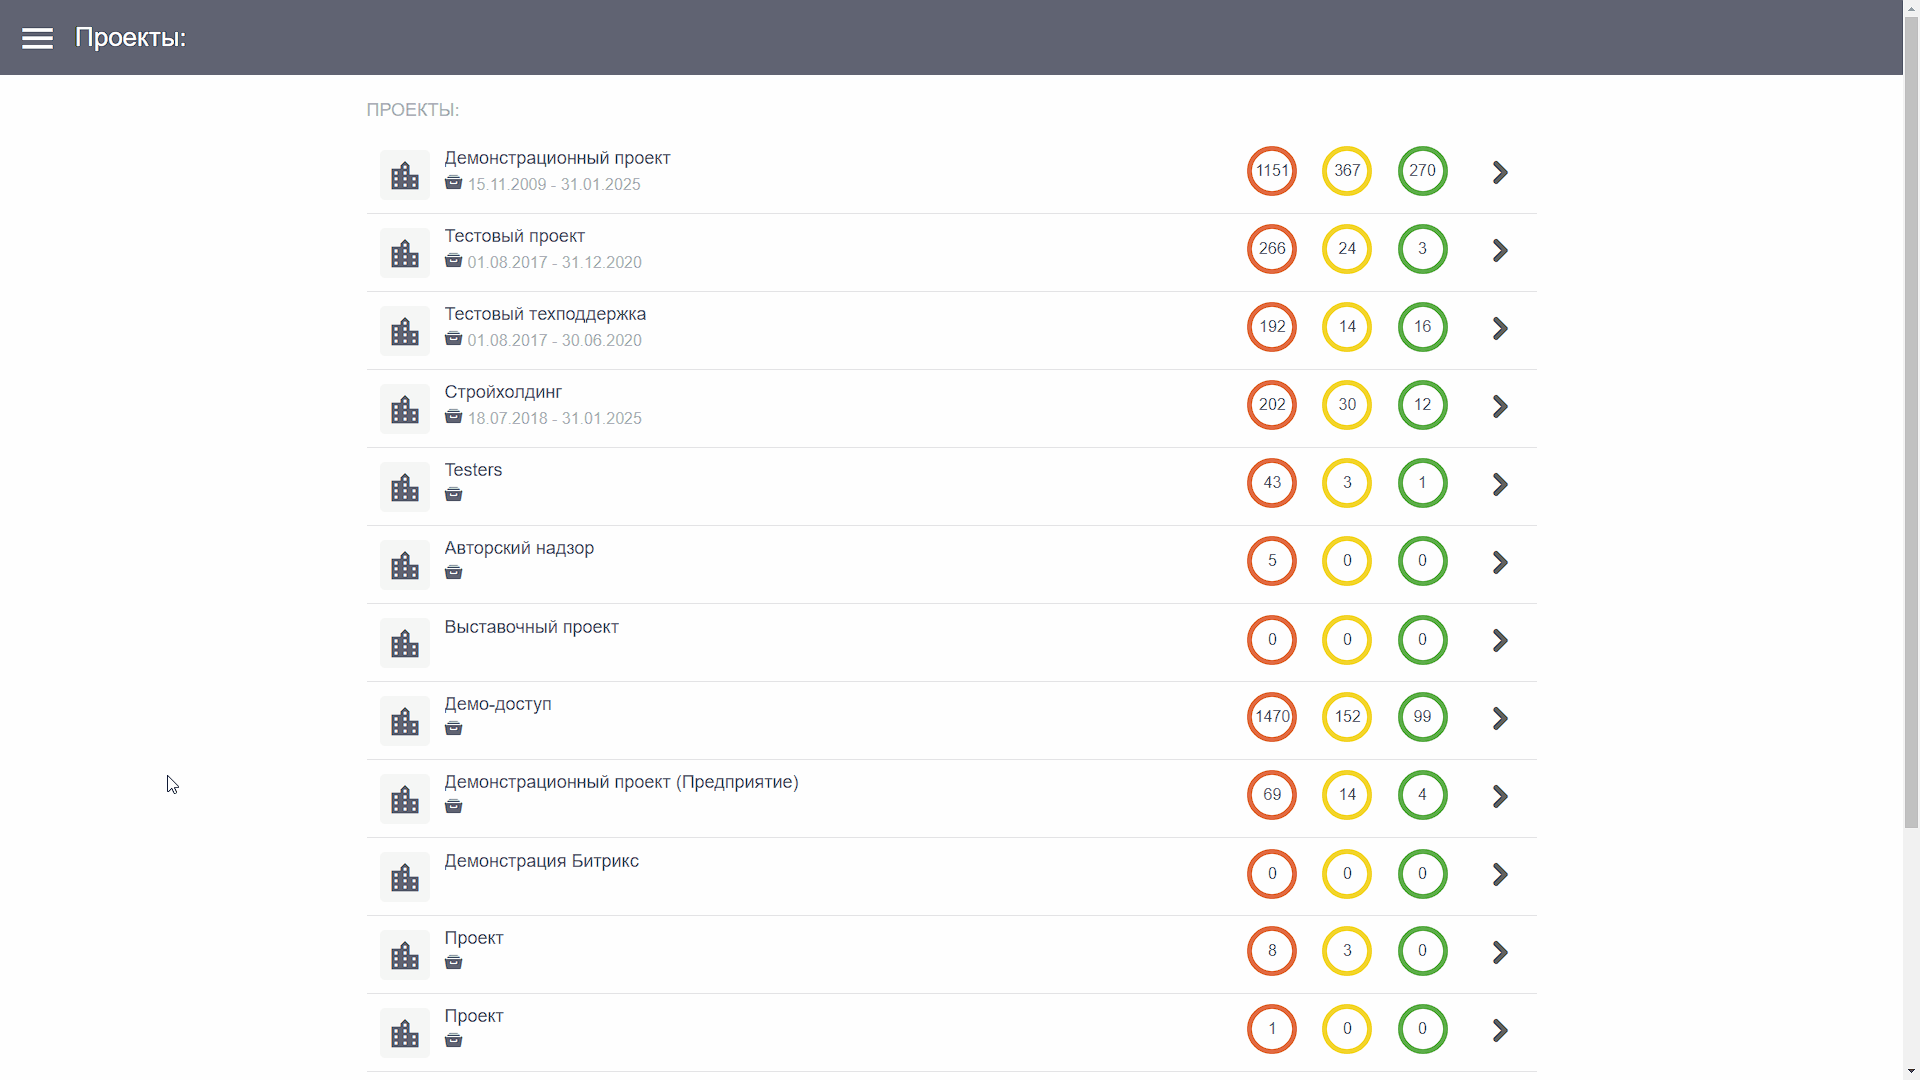 Проекты:
ПРОЕКТЫ:
Демонстрационный проект
15.11.2009 - 31.01.2025
1151 367 270
Тестовый проект
01.08.2017 - 31.12.2020
266 24 3
Тестовый техподдержка
01.08.2017 - 30.06.2020
192 14 16
Стройхолдинг
18.07.2018 - 31.01.2025
202 30 12
Testers
43 3 1
Авторский надзор
5 0 0
Выставочный проект
0 0 0
Демо-доступ
1470 152 99
Демонстрационный проект (Предприятие)
69 14 4
Демонстрация Битрикс
0 0 0
Проект
8 3 0
Проект
1 0 0